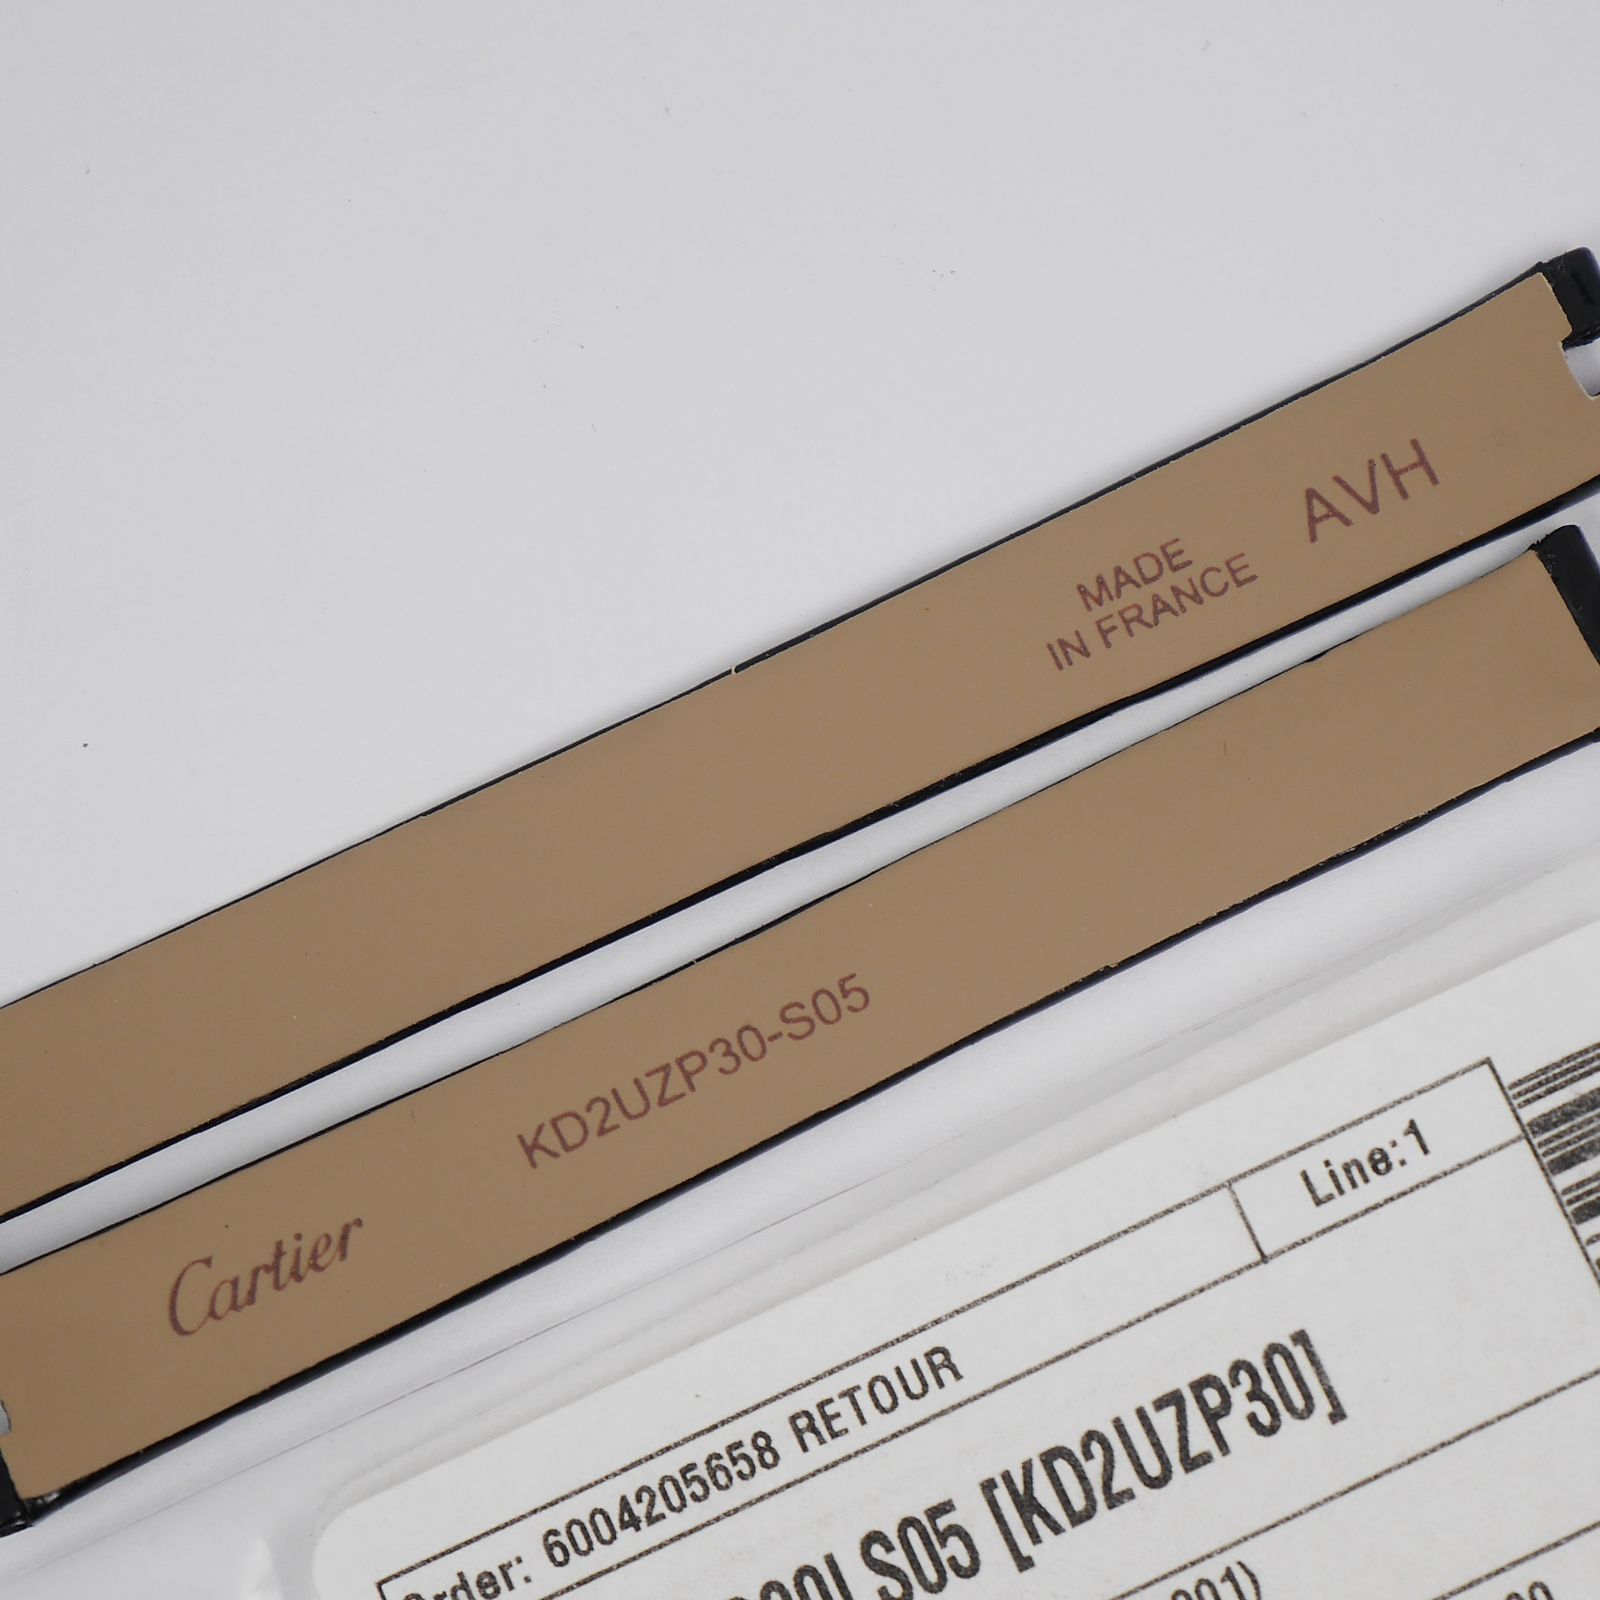 AVH
MADE
IN FRANCE
KD2UZP30-S05
Cartier
Line:1
Order: 6004205658 RETOUR
S05 [KD2UZP30]